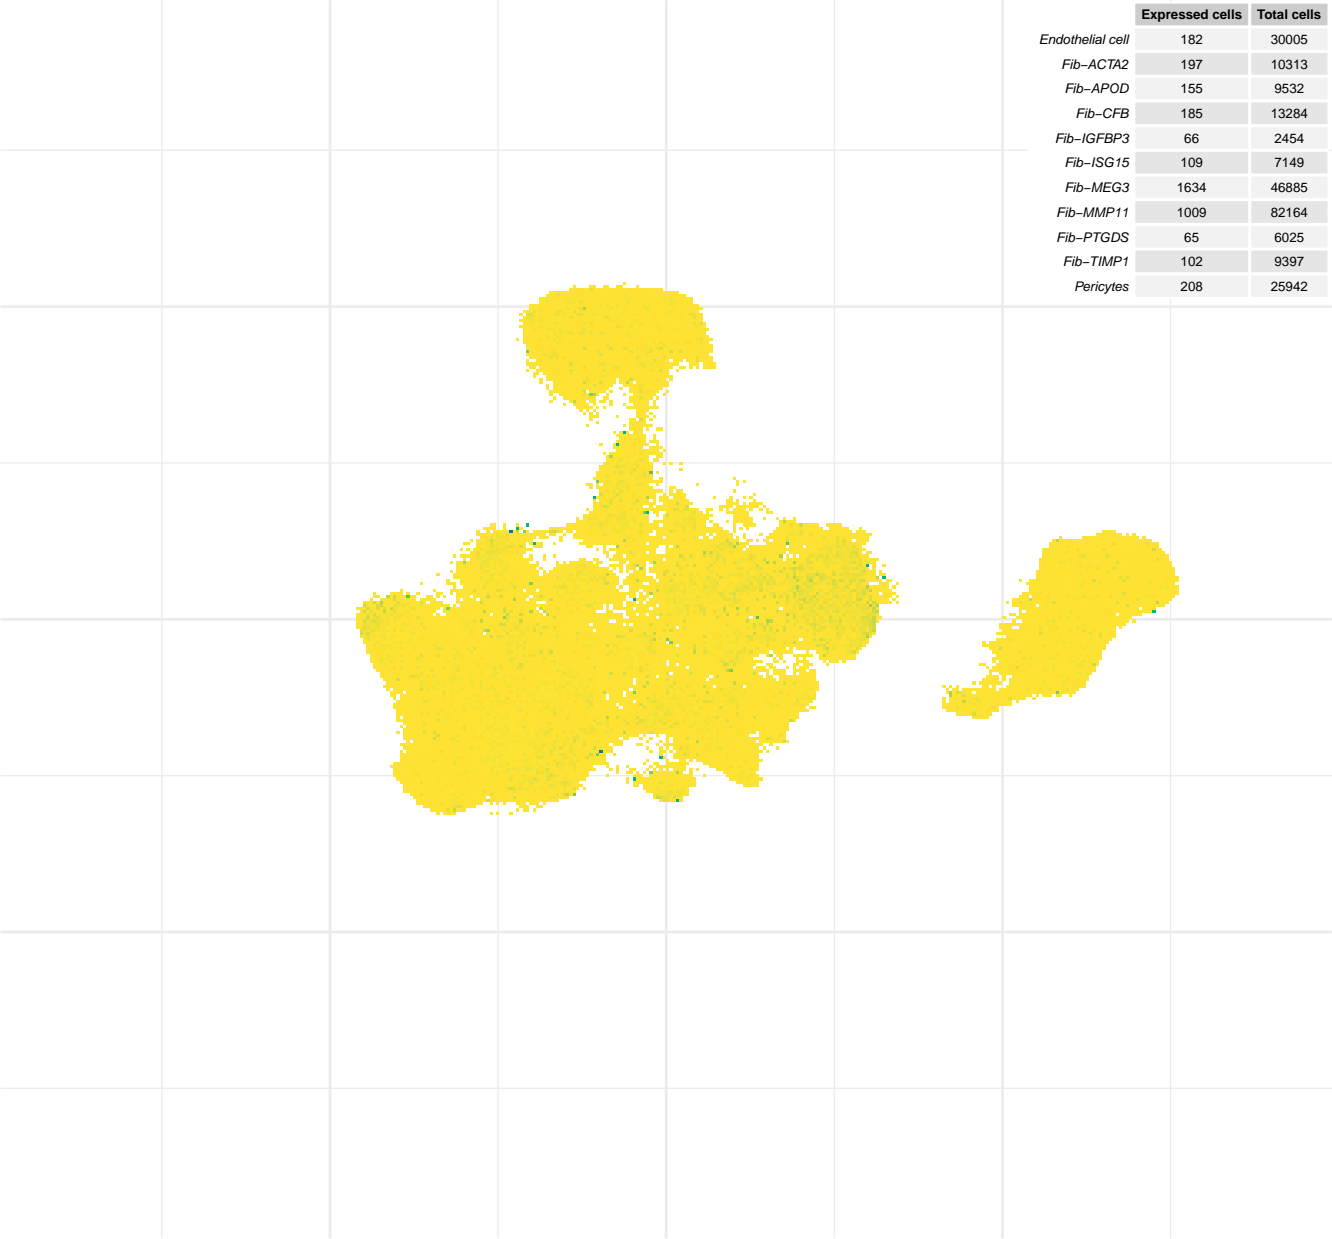 Expressed cells Total cells
Endothelial cell 182 30005
Fib−ACTA2 197 10313
Fib−APOD 155 9532
Fib−CFB 185 13284
Fib−IGFBP3 66 2454
Fib−ISG15 109 7149
Fib−MEG3 1634 46885
Fib−MMP11 1009 82164
Fib−PTGDS 65 6025
Fib−TIMP1 102 9397
Pericytes 208 25942